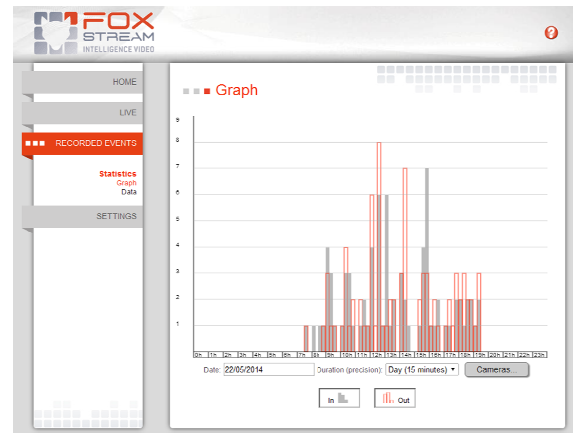 FOX
STREAM
INTELLIGENCE VIDEO
?
HOME
LIVE
RECORDED EVENTS
Statistics
Graph
Data
SETTINGS
Graph
9
8
7
6
5
4
3
2
1
0h 1h 2h 3h 4h 5h 6h 7h 8h 9h 10h 11h 12h 13h 14h 15h 16h 17h 18h 19h 20h 21h 22h 23h
Date: 22/05/2014 Duration (precision): Day (15 minutes) Cameras...
In Out